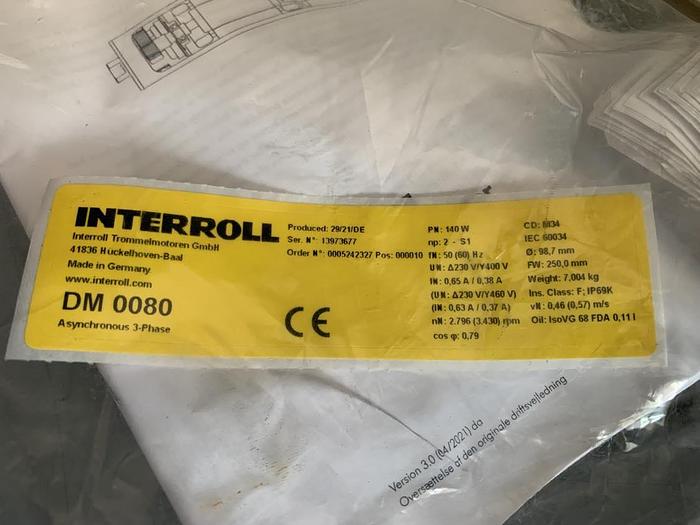 INTERROLL
Interroll Trommelmotoren GmbH
41836 Hückelhoven-Baal
Made in Germany
www.interroll.com
DM 0080
Asynchronous 3-Phase
Produced: 29/21/DE
Ser. N°: 13973677
Order N°: 0005242327 Pos: 000010
CE
PN: 140 W
np: 2 - S1
fN: 50 (60) Hz
UN: Δ230 V/Y400 V
IN: 0,65 A / 0,38 A
(UN: Δ230 V/Y460 V)
(IN: 0,63 A / 0,37 A)
nN: 2.796 (3.430) rpm
cos φ: 0,79
CD: M34
IEC 60034
Ø: 98,7 mm
FW: 250,0 mm
Weight: 7,004 kg
Ins. Class: F; IP69K
vN: 0,46 (0,57) m/s
Oil: IsoVG 68 FDA 0,11 l
Version 3.0 (04/2021) da
Oversættelse af den originale driftsvejledning